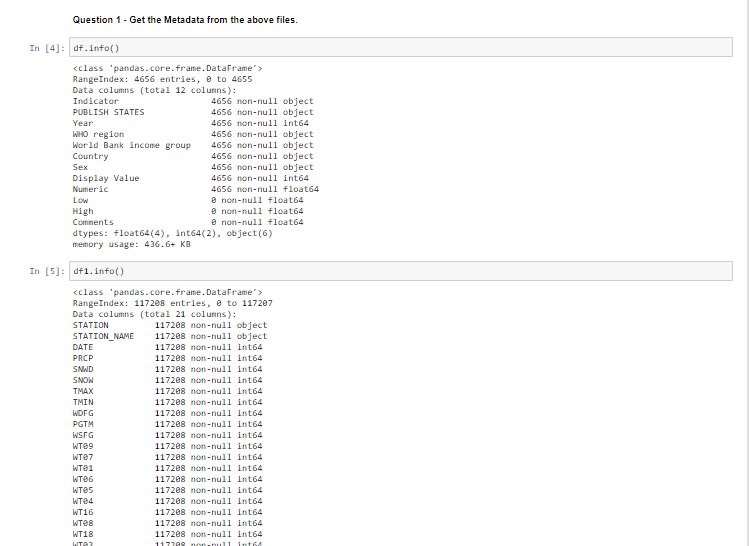 Question 1 - Get the Metadata from the above files.
In [4]: df.info()
<class 'pandas.core.frame.DataFrame'>
RangeIndex: 4656 entries, 0 to 4655
Data columns (total 12 columns):
Indicator 4656 non-null object
PUBLISH STATES 4656 non-null object
Year 4656 non-null int64
WHO region 4656 non-null object
World Bank income group 4656 non-null object
Country 4656 non-null object
Sex 4656 non-null object
Display Value 4656 non-null int64
Numeric 4656 non-null float64
Low 0 non-null float64
High 0 non-null float64
Comments 0 non-null float64
dtypes: float64(4), int64(2), object(6)
memory usage: 436.6+ KB
In [5]: df1.info()
<class 'pandas.core.frame.DataFrame'>
RangeIndex: 117208 entries, 0 to 117207
Data columns (total 21 columns):
STATION 117208 non-null object
STATION_NAME 117208 non-null object
DATE 117208 non-null int64
PRCP 117208 non-null int64
SNWD 117208 non-null int64
SNOW 117208 non-null int64
TMAX 117208 non-null int64
TMIN 117208 non-null int64
WDFG 117208 non-null int64
PGTM 117208 non-null int64
WSFG 117208 non-null int64
WT09 117208 non-null int64
WT07 117208 non-null int64
WT01 117208 non-null int64
WT06 117208 non-null int64
WT05 117208 non-null int64
WT04 117208 non-null int64
WT16 117208 non-null int64
WT08 117208 non-null int64
WT18 117208 non-null int64
WT03 117208 non-null int64